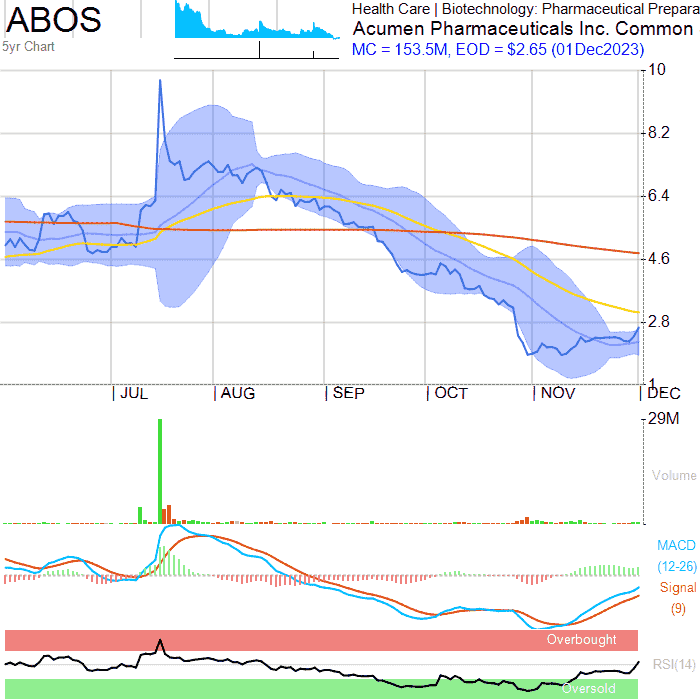 ABOS
5yr Chart
Health Care | Biotechnology: Pharmaceutical Prepara
Acumen Pharmaceuticals Inc. Common
MC = 153.5M, EOD = $2.65 (01Dec2023)
10
8.2
6.4
4.6
2.8
1
JUL AUG SEP OCT NOV DEC
29M
Volume
MACD
(12-26)
Signal
(9)
Overbought
RSI(14)
Oversold